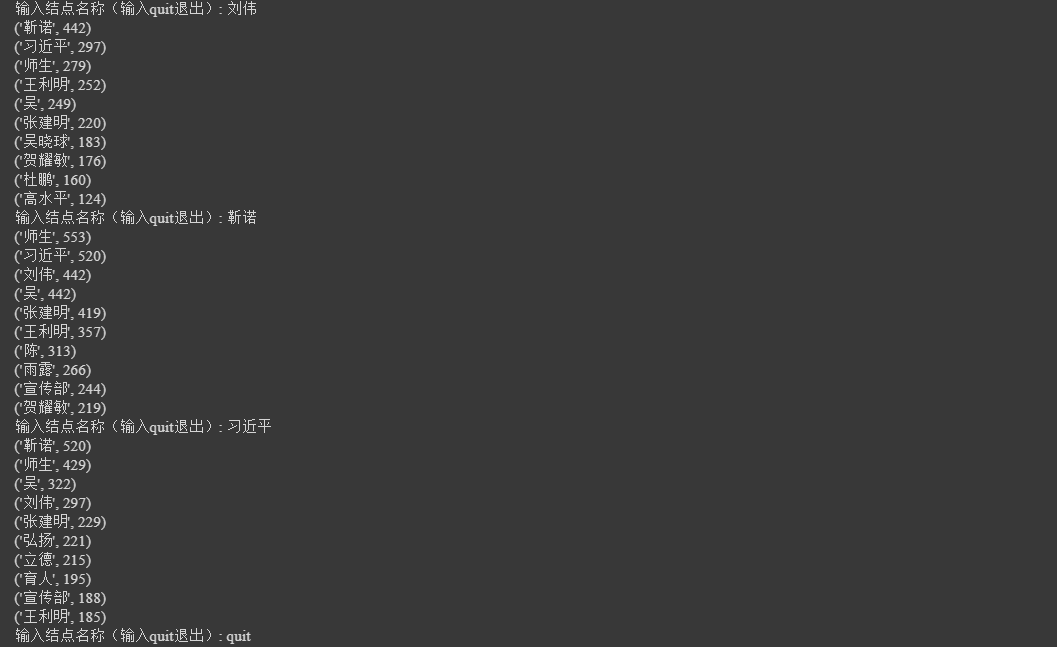 输入结点名称（输入quit退出）: 刘伟
('靳诺', 442)
('习近平', 297)
('师生', 279)
('王利明', 252)
('吴', 249)
('张建明', 220)
('吴晓球', 183)
('贺耀敏', 176)
('杜鹏', 160)
('高水平', 124)
输入结点名称（输入quit退出）: 靳诺
('师生', 553)
('习近平', 520)
('刘伟', 442)
('吴', 442)
('张建明', 419)
('王利明', 357)
('陈', 313)
('雨露', 266)
('宣传部', 244)
('贺耀敏', 219)
输入结点名称（输入quit退出）: 习近平
('靳诺', 520)
('师生', 429)
('吴', 322)
('刘伟', 297)
('张建明', 229)
('弘扬', 221)
('立德', 215)
('育人', 195)
('宣传部', 188)
('王利明', 185)
输入结点名称（输入quit退出）: quit